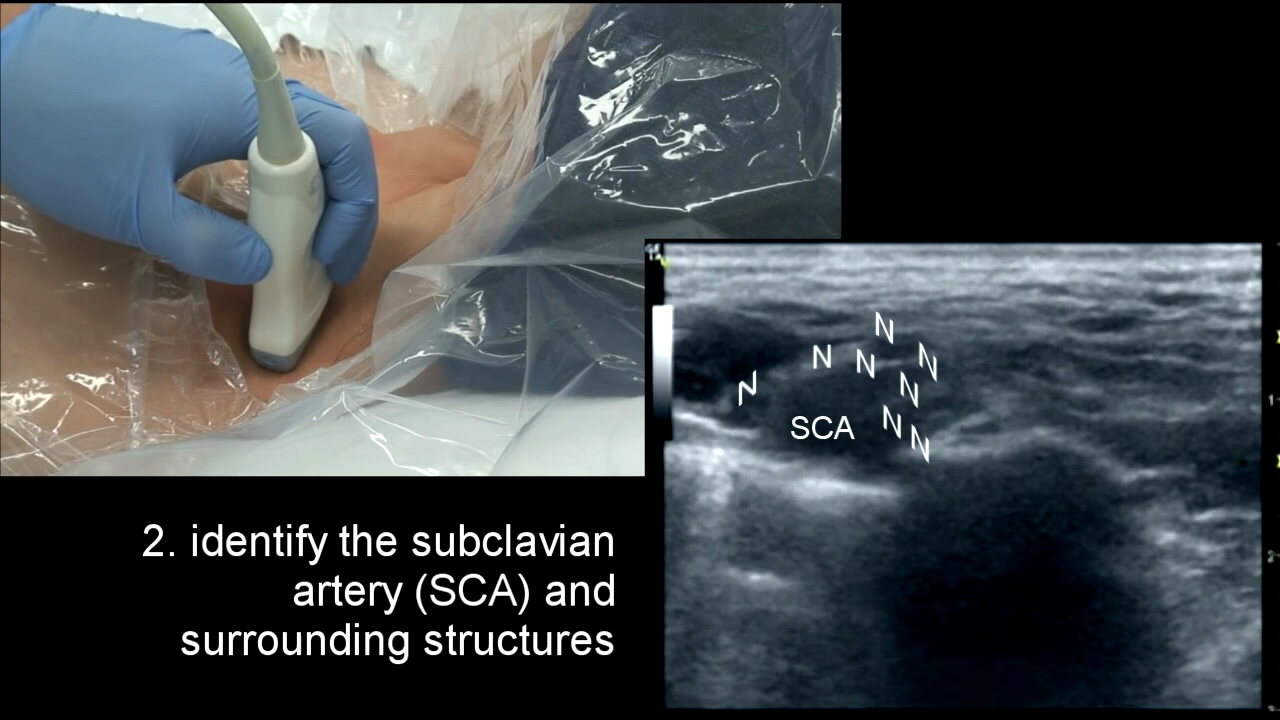 N
N
N
N
N
N
N
N
SCA
2. identify the subclavian
artery (SCA) and
surrounding structures